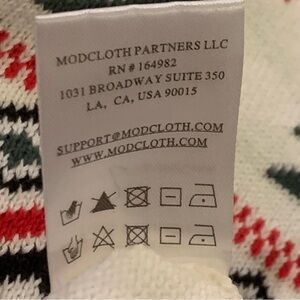 MODCLOTH PARTNERS LLC
RN # 164982
1031 BROADWAY SUITE 350
LA, CA, USA 90015
SUPPORT@MODCLOTH.COM
WWW.MODCLOTH.COM